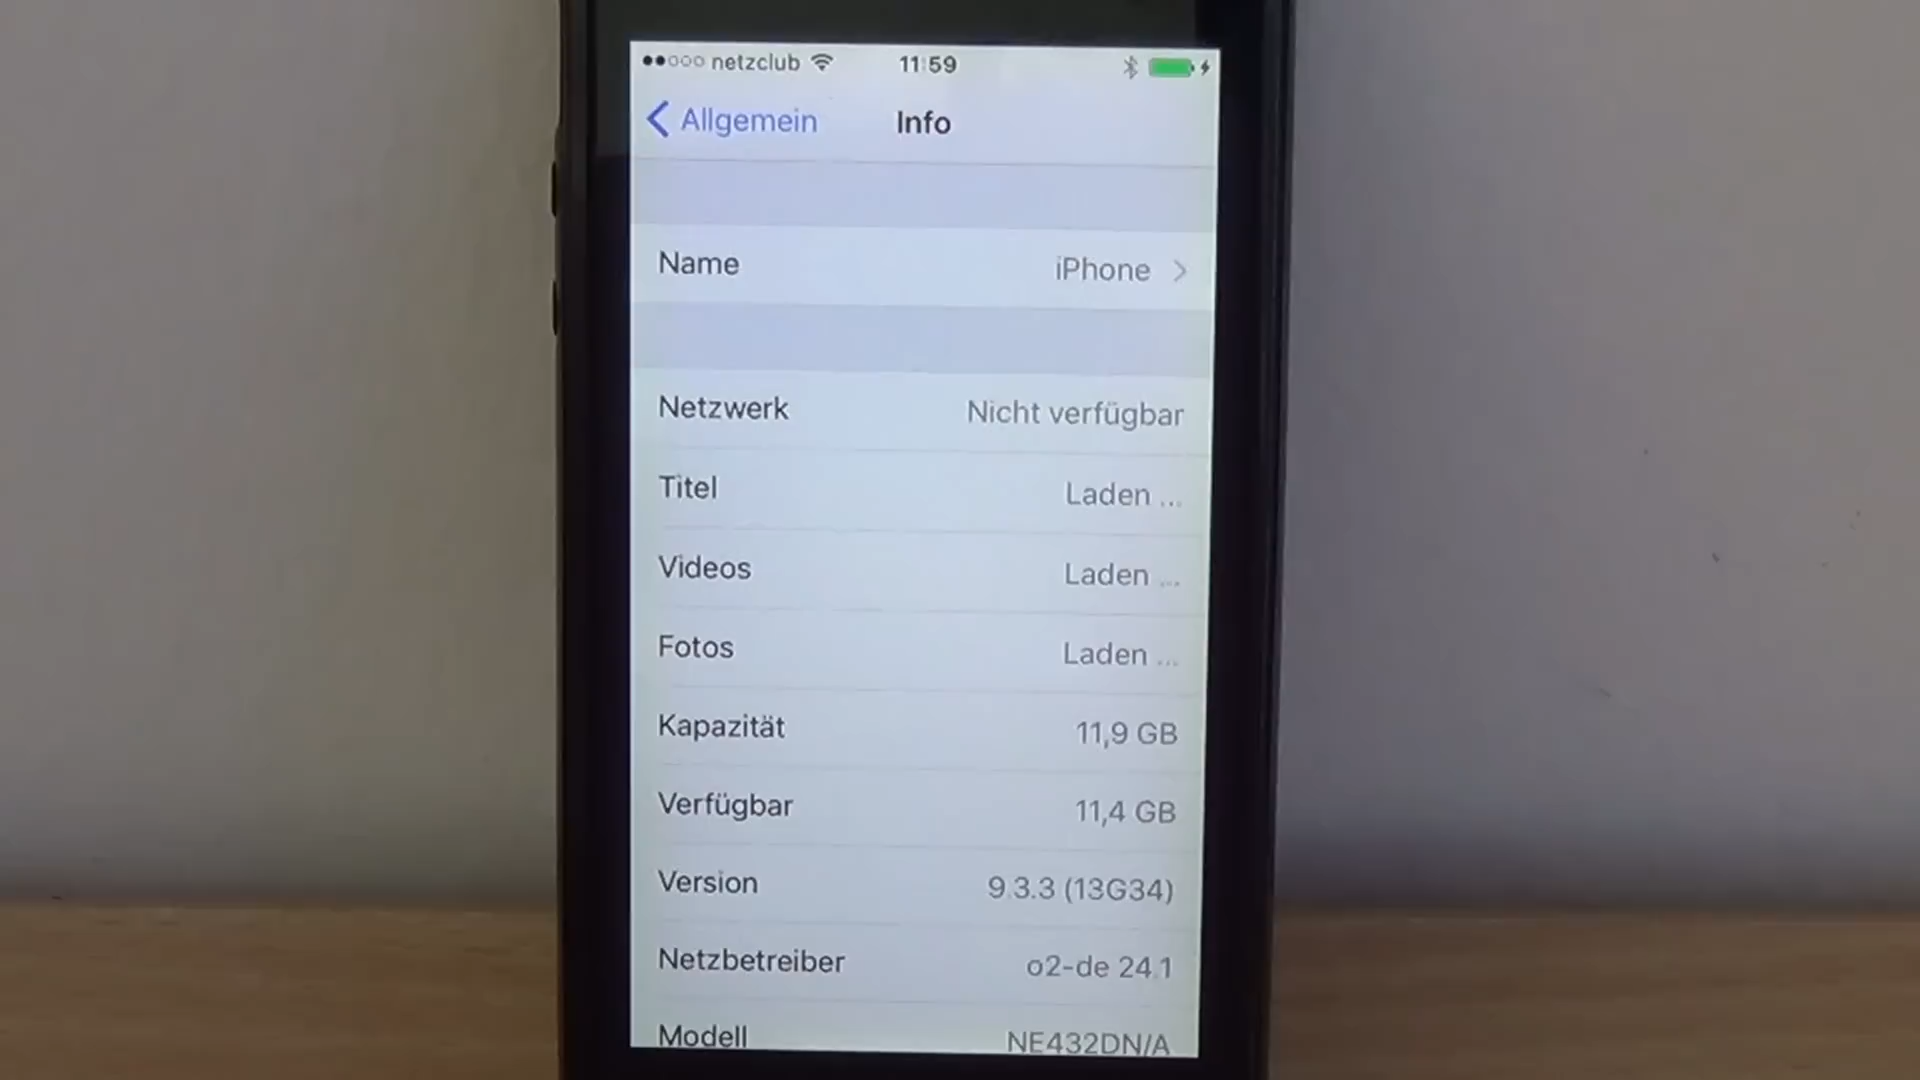 netzclub 11:59
Allgemein Info
Name iPhone
Netzwerk Nicht verfügbar
Titel Laden ...
Videos Laden ...
Fotos Laden ...
Kapazität 11,9 GB
Verfügbar 11,4 GB
Version 9.3.3 (13G34)
Netzbetreiber o2-de 24.1
Modell NE432DN/A